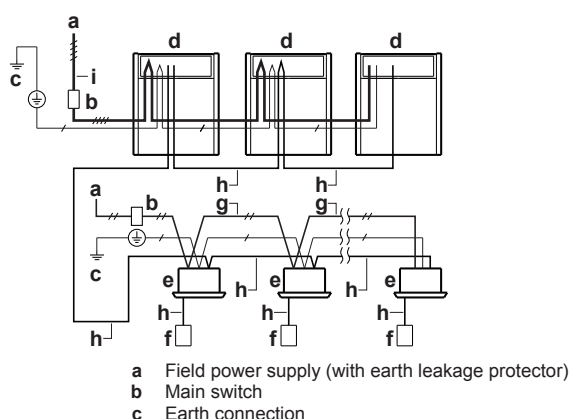 a
d d d
c
i
b
h h
a b g g
c
e e e
h h h
h h
h f f f
a Field power supply (with earth leakage protector)
b Main switch
c Earth connection